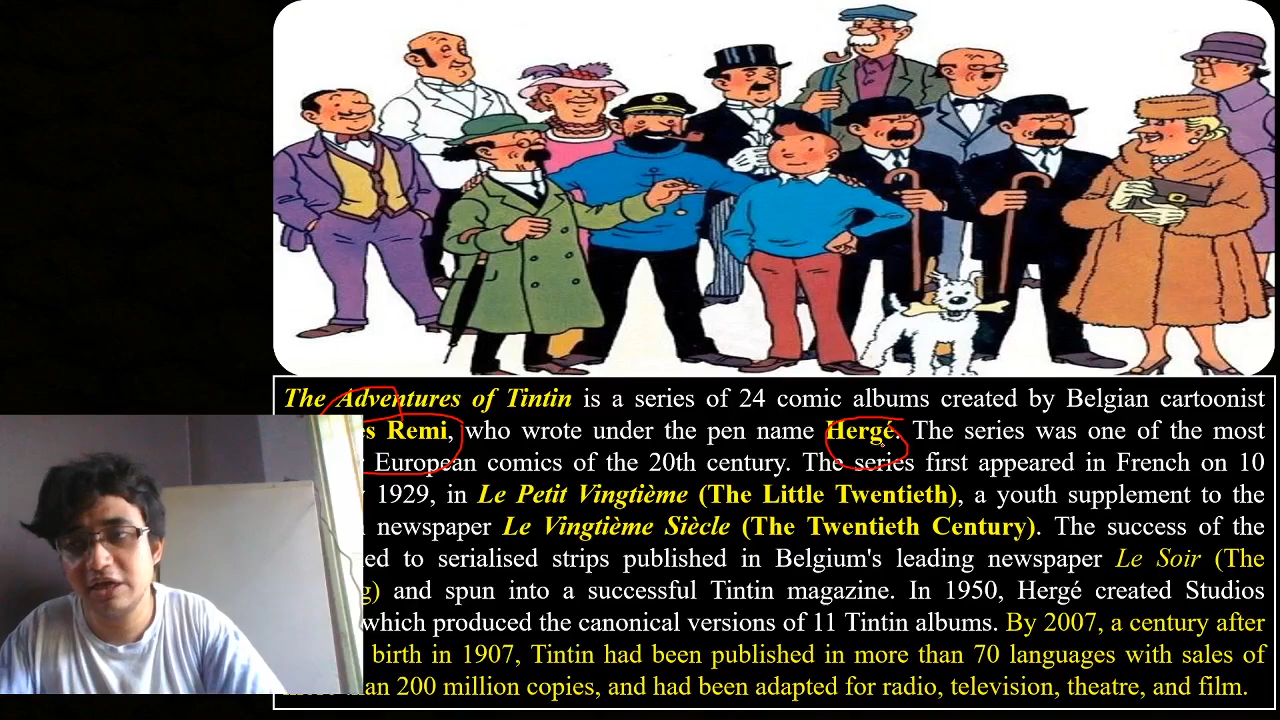 The Adventures of Tintin is a series of 24 comic albums created by Belgian cartoonist
s Remi, who wrote under the pen name Hergé. The series was one of the most
European comics of the 20th century. The series first appeared in French on 10
1929, in Le Petit Vingtième (The Little Twentieth), a youth supplement to the
newspaper Le Vingtième Siècle (The Twentieth Century). The success of the
ed to serialised strips published in Belgium's leading newspaper Le Soir (The
g) and spun into a successful Tintin magazine. In 1950, Hergé created Studios
which produced the canonical versions of 11 Tintin albums. By 2007, a century after
birth in 1907, Tintin had been published in more than 70 languages with sales of
an 200 million copies, and had been adapted for radio, television, theatre, and film.